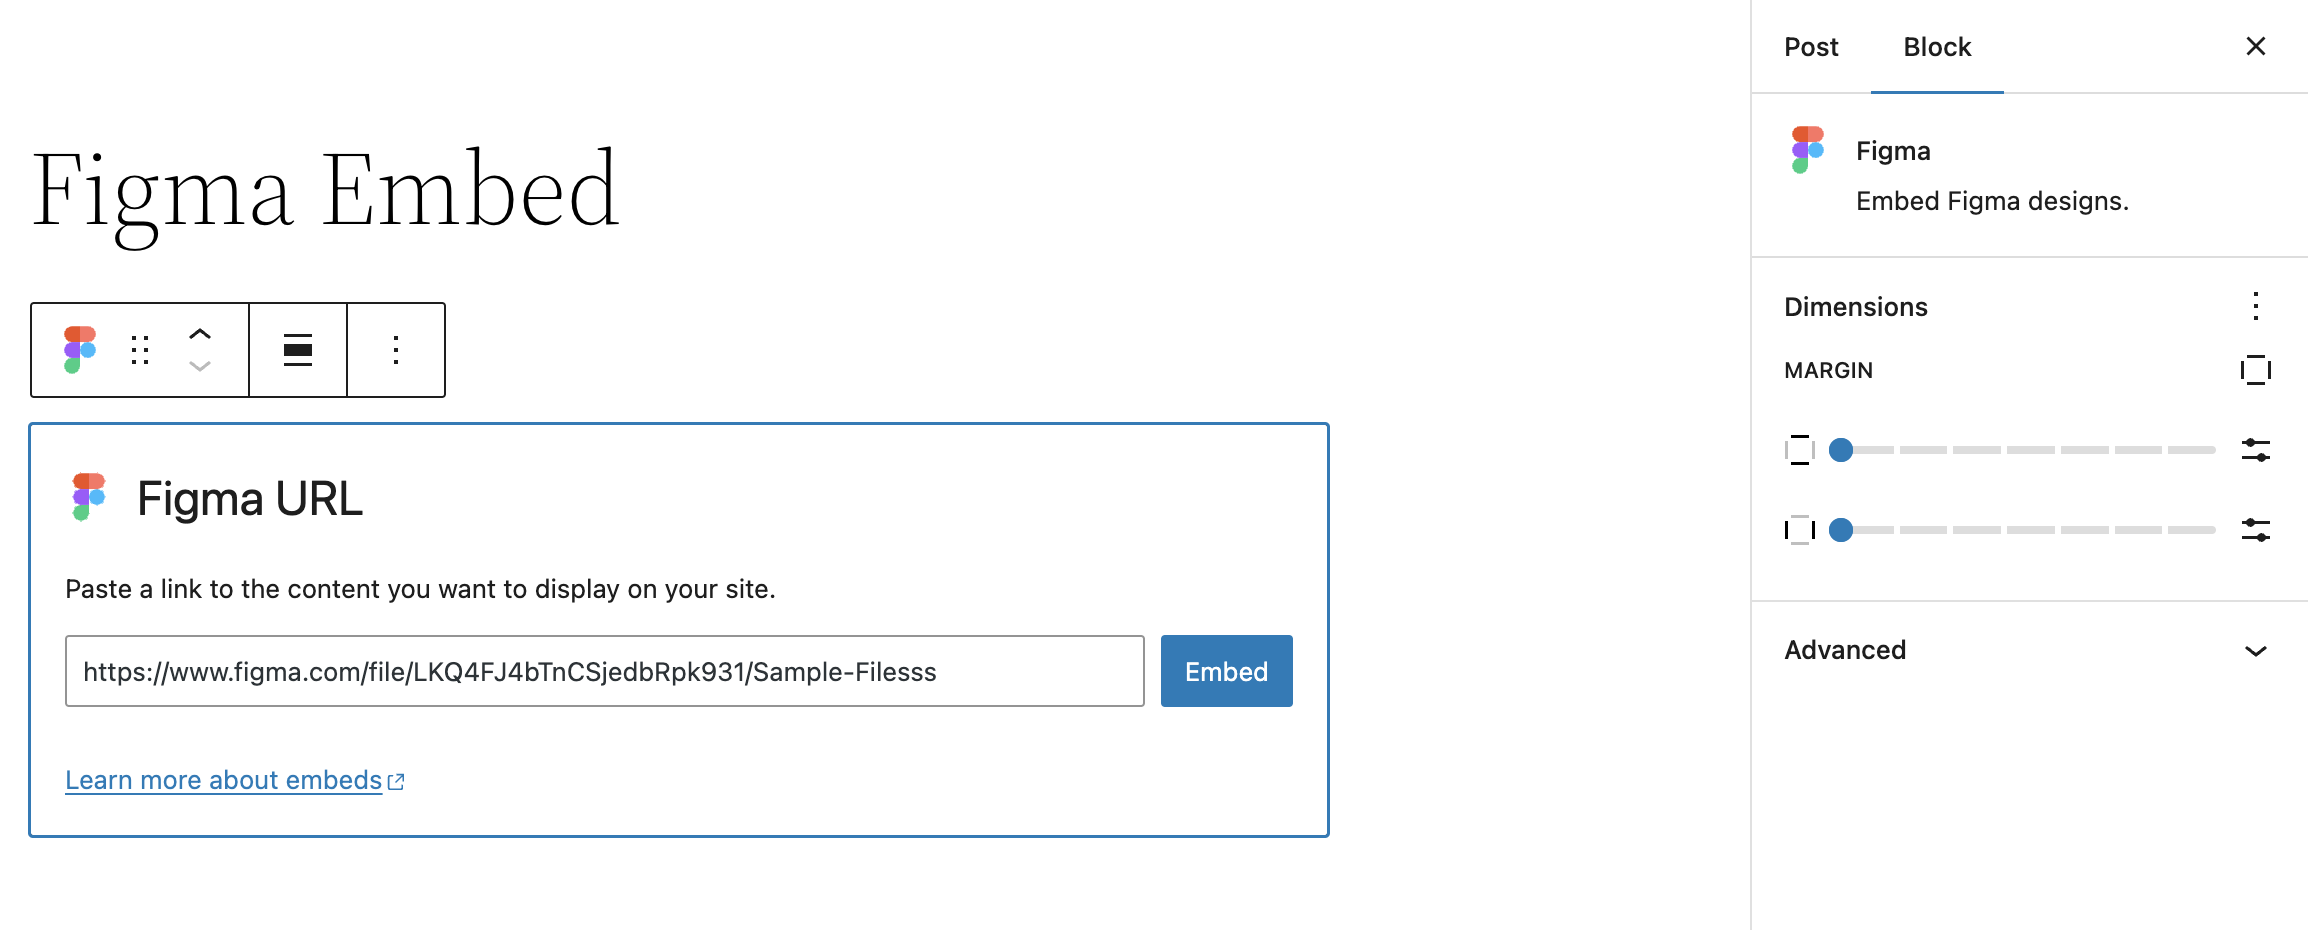 Figma Embed
Figma URL
Paste a link to the content you want to display on your site.
https://www.figma.com/file/LKQ4FJ4bTnCSjedbRpk931/Sample-Filesss
Embed
Learn more about embeds
Post
Block
Figma
Embed Figma designs.
Dimensions
MARGIN
Advanced